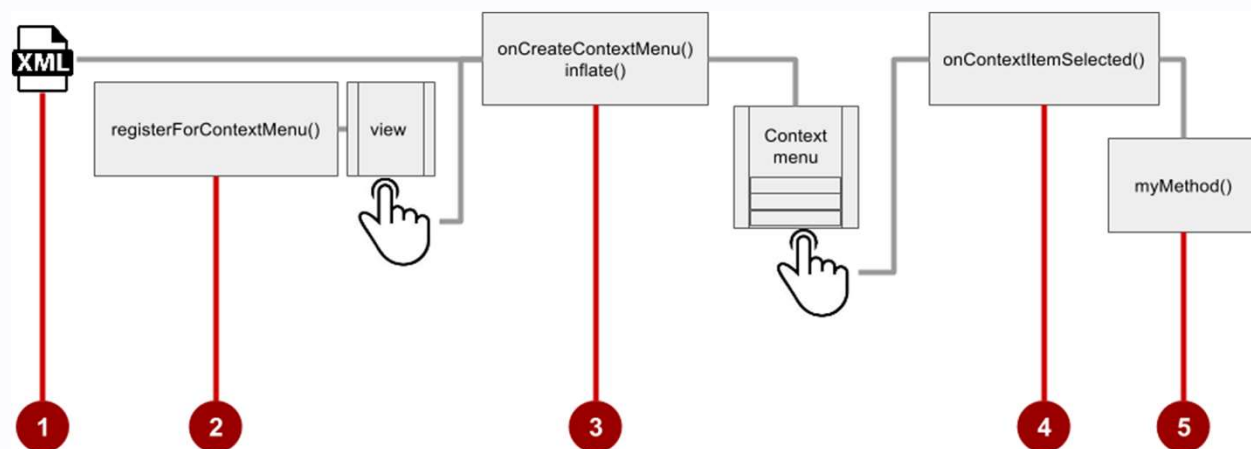 XML
registerForContextMenu()
view
onCreateContextMenu()
inflate()
Context
menu
onContextItemSelected()
myMethod()
1
2
3
4
5